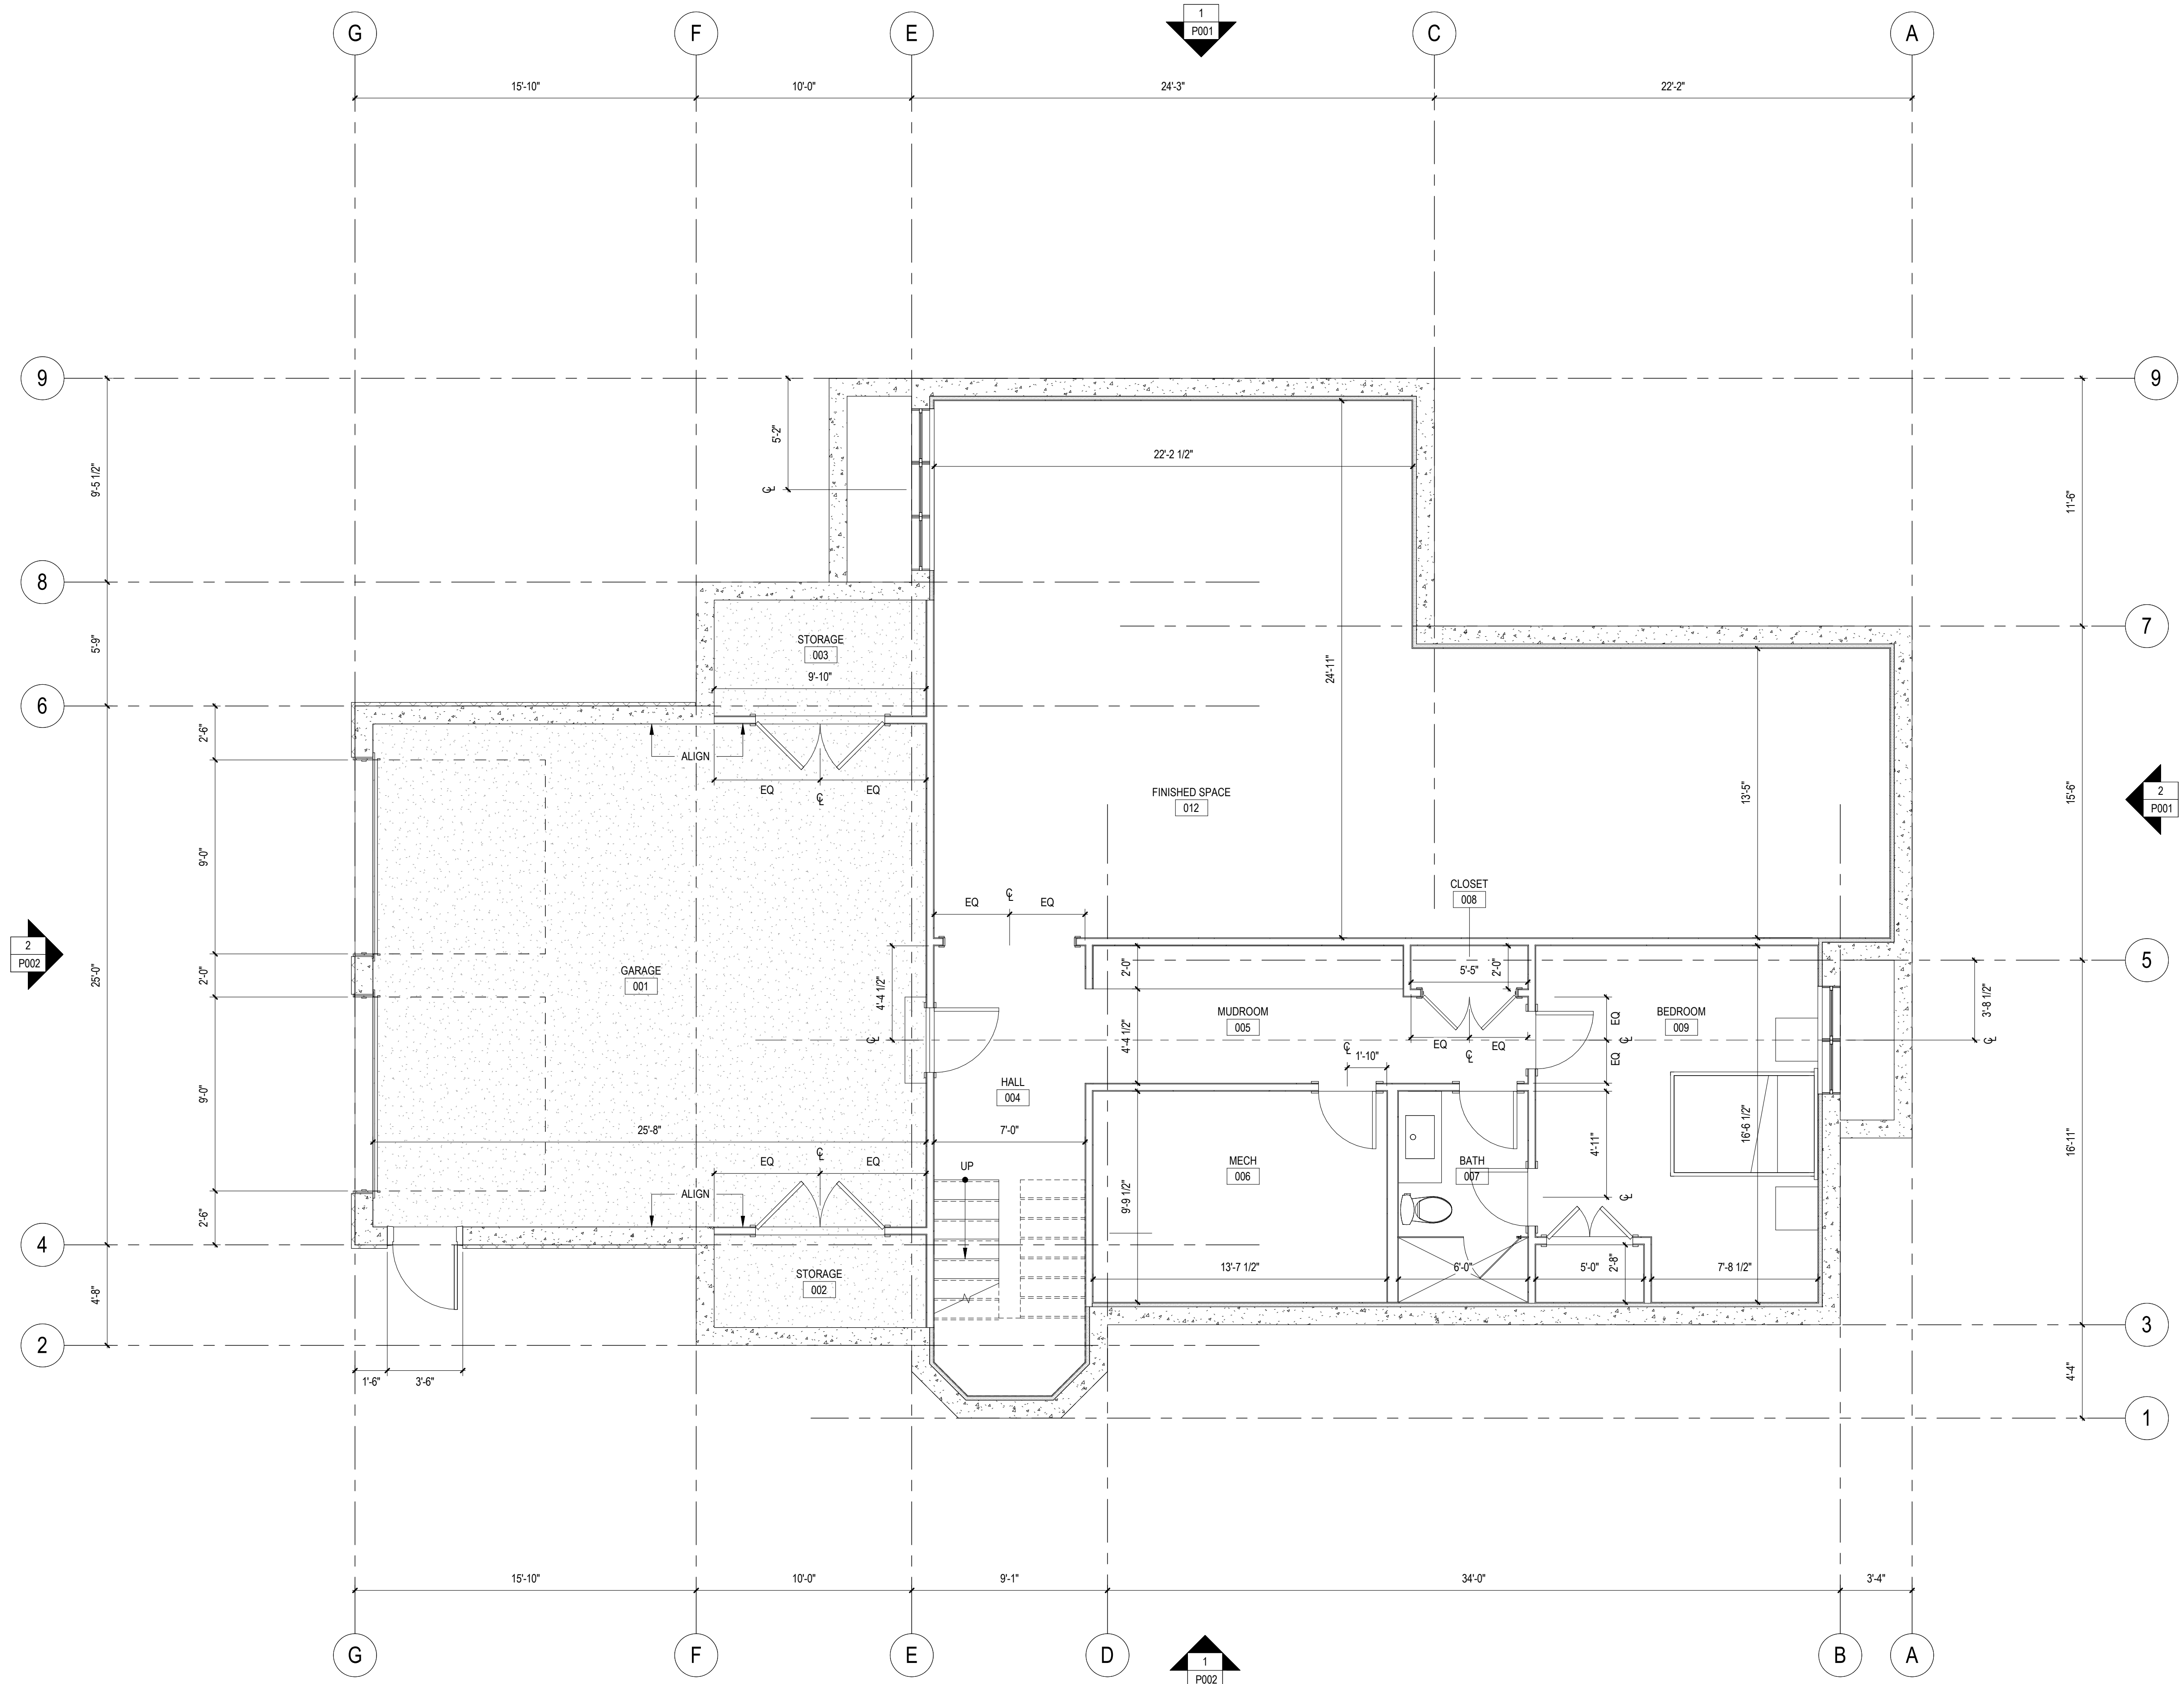 1
P001
G
F
E
C
A
15'-10"
10'-0"
24'-3"
22'-2"
9
9
5'-2"
℄
22'-2 1/2"
9'-5 1/2"
11'-6"
8
7
STORAGE
003
9'-10"
5'-9"
24'-11"
6
2'-6"
ALIGN
EQ
℄
EQ
FINISHED SPACE
012
13'-5"
15'-6"
2
P001
9'-0"
CLOSET
008
EQ
℄
EQ
2
P002
25'-0"
2'-0"
GARAGE
001
4'-4 1/2"
℄
2'-0"
5'-5"
2'-0"
5
MUDROOM
005
4'-4 1/2"
BEDROOM
009
EQ
℄
EQ
EQ
℄
EQ
3'-8 1/2"
℄
℄
1'-10"
HALL
004
9'-0"
25'-8"
7'-0"
16'-6 1/2"
16'-11"
4'-11"
℄
EQ
℄
EQ
UP
MECH
006
BATH
007
ALIGN
9'-9 1/2"
2'-6"
4
STORAGE
002
13'-7 1/2"
6'-0"
5'-0"
2'-8"
7'-8 1/2"
4'-8"
2
3
1'-6"
3'-6"
4'-4"
1
15'-10"
10'-0"
9'-1"
34'-0"
3'-4"
G
F
E
D
B
A
1
P002